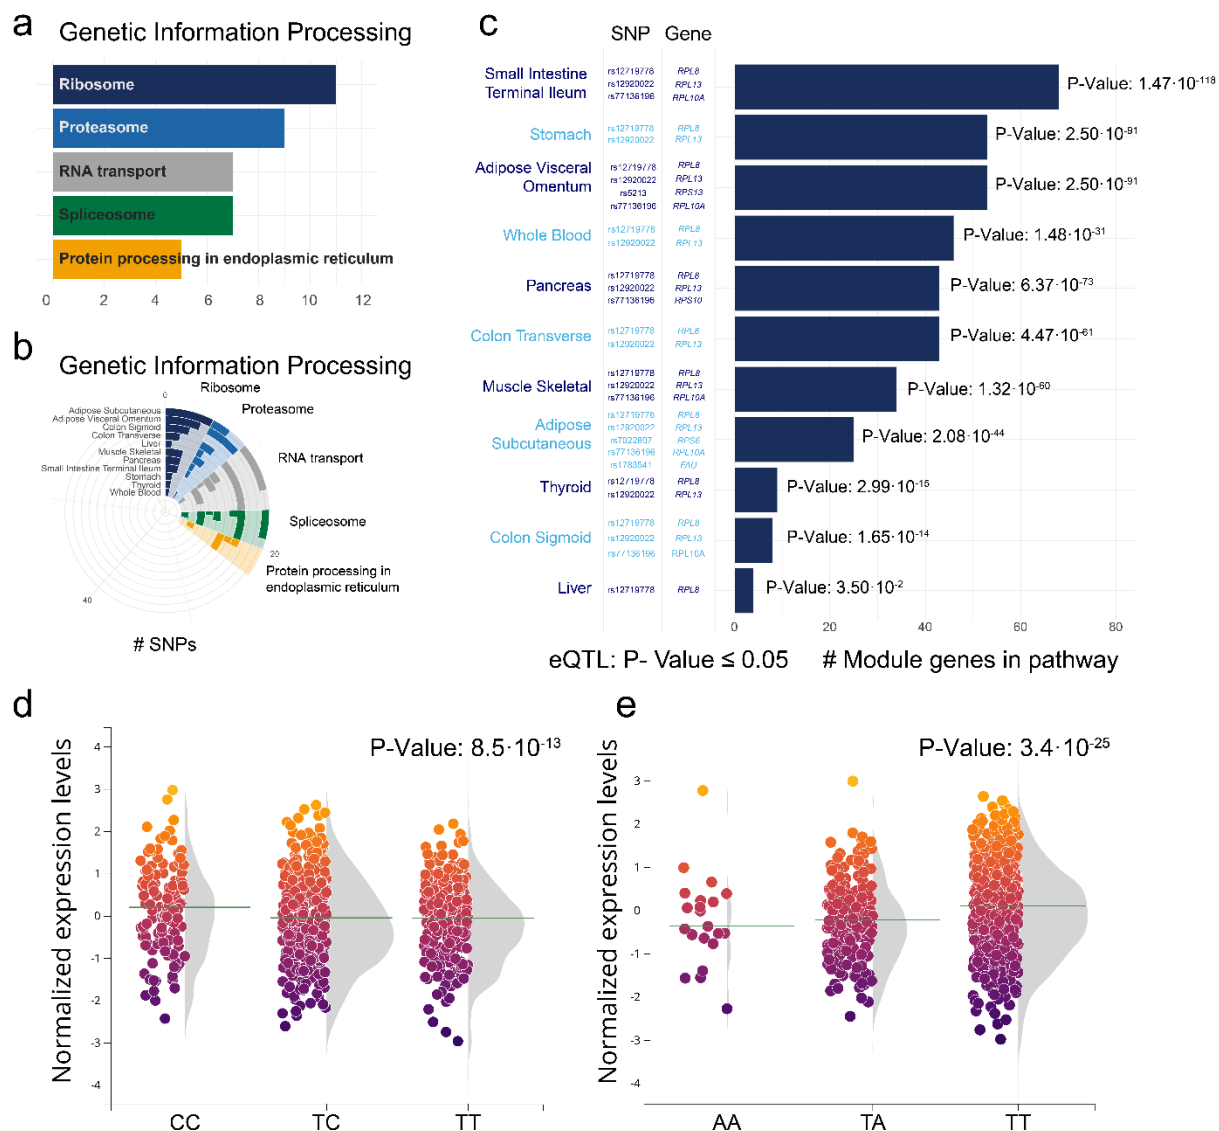 a
Genetic Information Processing
Ribosome
Proteasome
RNA transport
Spliceosome
Protein processing in endoplasmic reticulum
0 2 4 6 8 10 12
b
Genetic Information Processing
Ribosome
Proteasome
RNA transport
Spliceosome
Protein processing in
endoplasmic reticulum
0
20
40
Adipose Subcutaneous
Adipose Visceral Omentum
Colon Sigmoid
Colon Transverse
Liver
Muscle Skeletal
Pancreas
Small Intestine Terminal Ileum
Stomach
Thyroid
Whole Blood
# SNPs
c
SNP Gene
Small Intestine
Terminal Ileum
rs12719778 RPL8
rs12920022 RPL13
rs77136196 RPL10A
P-Value: 1.47·10-118
Stomach
rs12719778 RPL8
rs12920022 RPL13
P-Value: 2.50·10-91
Adipose Visceral
Omentum
rs12719778 RPL8
rs12920022 RPL13
rs5213 RPS13
rs77136196 RPL10A
P-Value: 2.50·10-91
Whole Blood
rs12719778 RPL8
rs12920022 RPL13
P-Value: 1.48·10-31
Pancreas
rs12719778 RPL8
rs12920022 RPL13
rs77136196 RPS10
P-Value: 6.37·10-73
Colon Transverse
rs12719778 RPL8
rs12920022 RPL13
P-Value: 4.47·10-61
Muscle Skeletal
rs12719778 RPL8
rs12920022 RPL13
rs77136196 RPL10A
P-Value: 1.32·10-60
Adipose
Subcutaneous
rs12719778 RPL8
rs12920022 RPL13
rs7022807 RPS6
rs77136196 RPL10A
rs1783541 FAU
P-Value: 2.08·10-44
Thyroid
rs12719778 RPL8
rs12920022 RPL13
P-Value: 2.99·10-15
Colon Sigmoid
rs12719778 RPL8
rs12920022 RPL13
rs77136196 RPL10A
P-Value: 1.65·10-14
Liver
rs12719778 RPL8
P-Value: 3.50·10-2
0 20 40 60 80
eQTL: P- Value ≤ 0.05 # Module genes in pathway
d
P-Value: 8.5·10-13
Normalized expression levels
4
3
2
1
0
-1
-2
-3
-4
CC TC TT
e
P-Value: 3.4·10-25
Normalized expression levels
3
2
1
0
-1
-2
-3
-4
AA TA TT